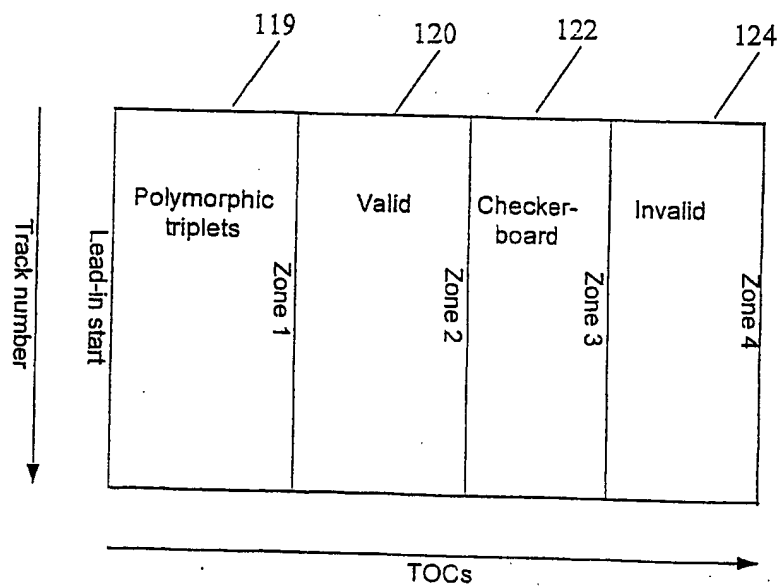 119
120
122
124
Track number
Lead-in start
Polymorphic
triplets
Zone 1
Valid
Zone 2
Checker-
board
Zone 3
Invalid
Zone 4
TOCs